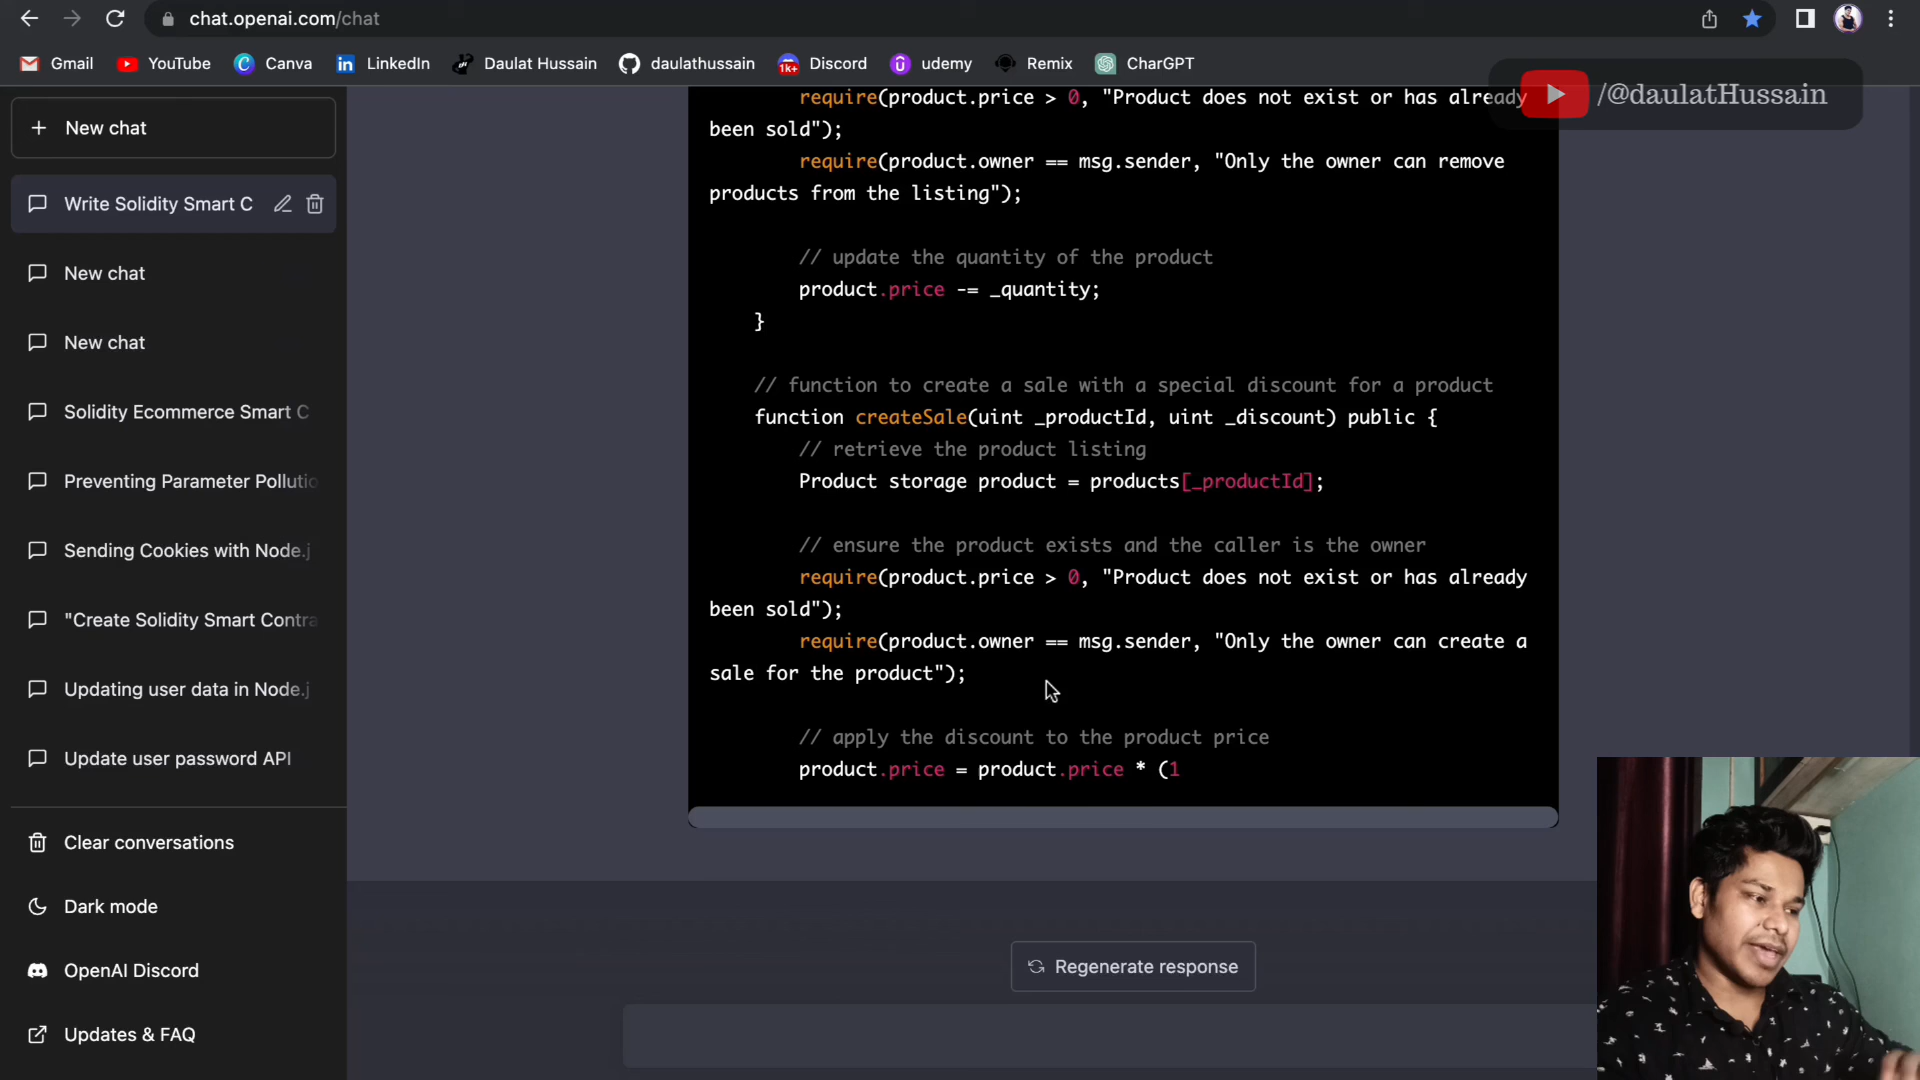 chat.openai.com/chat
Gmail YouTube Canva LinkedIn Daulat Hussain daulathussain 1k+ Discord udemy Remix CharGPT
/@daulatHussain
+ New chat
Write Solidity Smart C
New chat
New chat
Solidity Ecommerce Smart C
Preventing Parameter Pollutio
Sending Cookies with Node.j
"Create Solidity Smart Contra
Updating user data in Node.j
Update user password API
Clear conversations
Dark mode
OpenAI Discord
Updates & FAQ
require(product.price > 0, "Product does not exist or has already
been sold");
require(product.owner == msg.sender, "Only the owner can remove
products from the listing");
// update the quantity of the product
product.price -= _quantity;
}
// function to create a sale with a special discount for a product
function createSale(uint _productId, uint _discount) public {
// retrieve the product listing
Product storage product = products[_productId];
// ensure the product exists and the caller is the owner
require(product.price > 0, "Product does not exist or has already
been sold");
require(product.owner == msg.sender, "Only the owner can create a
sale for the product");
// apply the discount to the product price
product.price = product.price * (1
Regenerate response